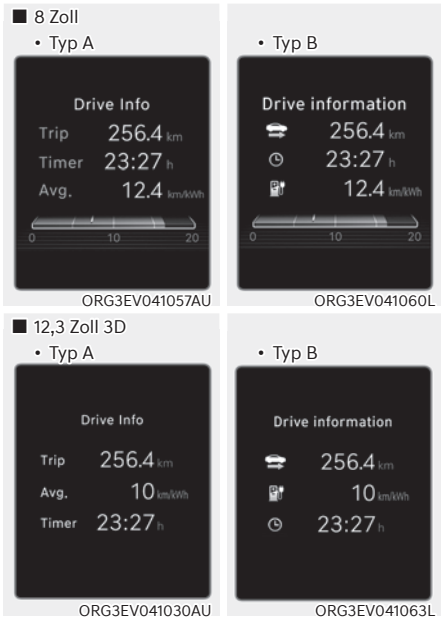 ■ 8 Zoll
• Typ A
Drive Info
Trip 256.4 km
Timer 23:27 h
Avg. 12.4 km/kWh
0 10 20
ORG3EV041057AU
• Typ B
Drive information
256.4 km
23:27 h
12.4 km/kWh
0 10 20
ORG3EV041060L
■ 12,3 Zoll 3D
• Typ A
Drive Info
Trip 256.4 km
Avg. 10 km/kWh
Timer 23:27 h
ORG3EV041030AU
• Typ B
Drive information
256.4 km
10 km/kWh
23:27 h
ORG3EV041063L